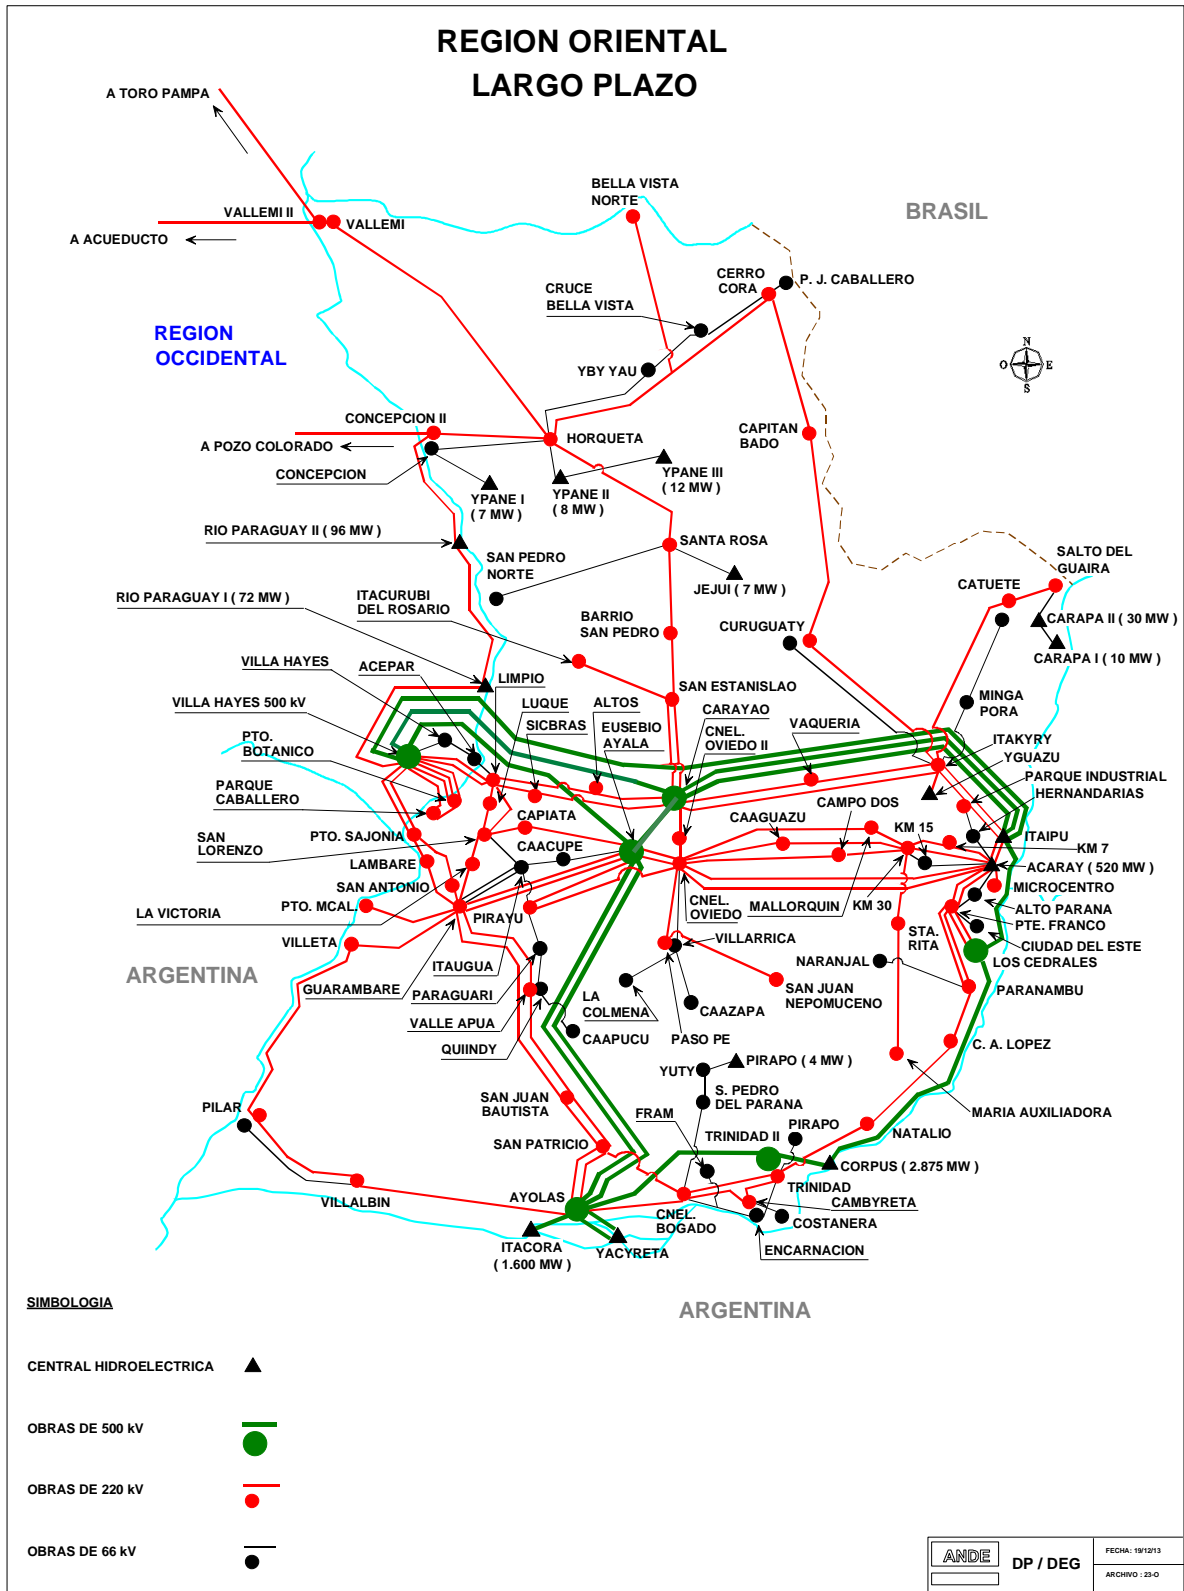 REGION ORIENTAL
LARGO PLAZO
A TORO PAMPA
BELLA VISTA
NORTE
BRASIL
VALLEMI II
VALLEMI
A ACUEDUCTO
CERRO
CORA
P. J. CABALLERO
CRUCE
BELLA VISTA
REGION
OCCIDENTAL
N
O
E
S
YBY YAU
CONCEPCION II
A POZO COLORADO
HORQUETA
CAPITAN
BADO
CONCEPCION
YPANE I
( 7 MW )
YPANE II
( 8 MW )
YPANE III
( 12 MW )
RIO PARAGUAY II ( 96 MW )
SAN PEDRO
NORTE
SANTA ROSA
SALTO DEL
GUAIRA
CATUETE
JEJUI ( 7 MW )
RIO PARAGUAY I ( 72 MW )
ITACURUBI
DEL ROSARIO
BARRIO
SAN PEDRO
CURUGUATY
CARAPA II ( 30 MW )
CARAPA I ( 10 MW )
VILLA HAYES
ACEPAR
LIMPIO
SAN ESTANISLAO
MINGA
PORA
VILLA HAYES 500 kV
LUQUE
SICBRAS
ALTOS
EUSEBIO
AYALA
CARAYAO
CNEL.
OVIEDO II
VAQUERIA
PTO.
BOTANICO
ITAKYRY
YGUAZU
PARQUE INDUSTRIAL
HERNANDARIAS
PARQUE
CABALLERO
CAPIATA
CAAGUAZU
CAMPO DOS
KM 15
ITAIPU
KM 7
SAN
LORENZO
PTO. SAJONIA
CAACUPE
LAMBARE
ACARAY ( 520 MW )
SAN ANTONIO
MICROCENTRO
PTO. MCAL.
LA VICTORIA
PIRAYU
CNEL.
OVIEDO
MALLORQUIN
KM 30
ALTO PARANA
PTE. FRANCO
VILLETA
VILLARRICA
STA.
RITA
CIUDAD DEL ESTE
LOS CEDRALES
ARGENTINA
ITAUGUA
NARANJAL
GUARAMBARE
PARAGUARI
LA
COLMENA
SAN JUAN
NEPOMUCENO
PARANAMBU
VALLE APUA
CAAZAPA
QUIINDY
CAAPUCU
PASO PE
C. A. LOPEZ
YUTY
PIRAPO ( 4 MW )
PILAR
SAN JUAN
BAUTISTA
FRAM
S. PEDRO
DEL PARANA
MARIA AUXILIADORA
PIRAPO
TRINIDAD II
NATALIO
SAN PATRICIO
CORPUS ( 2.875 MW )
VILLALBIN
AYOLAS
TRINIDAD
CNEL.
BOGADO
CAMBYRETA
COSTANERA
ITACORA
( 1.600 MW )
YACYRETA
ENCARNACION
ARGENTINA
SIMBOLOGIA
CENTRAL HIDROELECTRICA
OBRAS DE 500 kV
OBRAS DE 220 kV
OBRAS DE 66 kV
ANDE
DP / DEG
FECHA: 19/12/13
ARCHIVO : 23-O